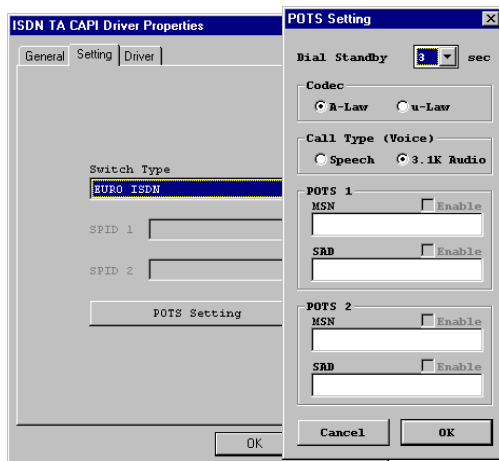 ISDN TA CAPI Driver Properties
General Setting Driver
Switch Type
EURO ISDN
SPID 1
SPID 2
POTS Setting
OK
POTS Setting
Dial Standby 3 sec
Codec
A-Law u-Law
Call Type (Voice)
Speech 3.1K Audio
POTS 1
MSN Enable
SAD Enable
POTS 2
MSN Enable
SAD Enable
Cancel OK